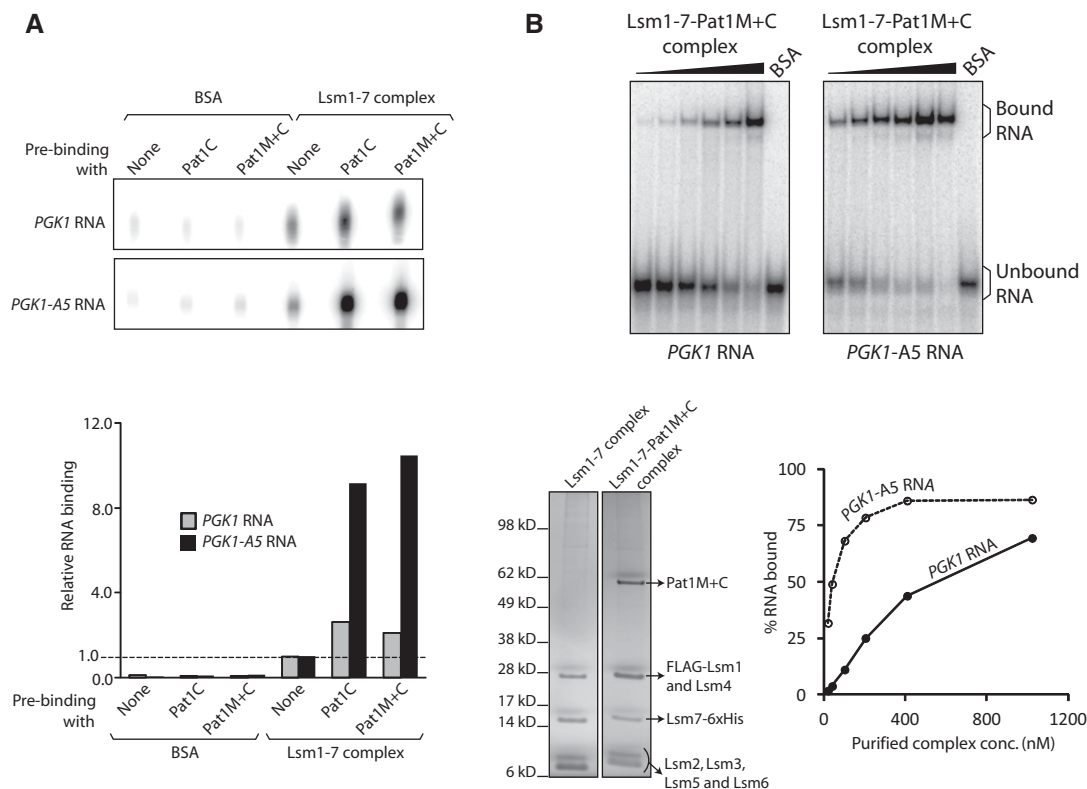 A
BSA
Lsm1-7 complex
Pre-binding with
None
Pat1C
Pat1M+C
None
Pat1C
Pat1M+C
PGK1 RNA
PGK1-A5 RNA
12.0
8.0
4.0
1.0
0.0
Relative RNA binding
PGK1 RNA
PGK1-A5 RNA
Pre-binding with
None
Pat1C
Pat1M+C
None
Pat1C
Pat1M+C
BSA
Lsm1-7 complex
B
Lsm1-7-Pat1M+C complex
BSA
Lsm1-7-Pat1M+C complex
BSA
Bound RNA
Unbound RNA
PGK1 RNA
PGK1-A5 RNA
Lsm1-7 complex
Lsm1-7-Pat1M+C complex
98 kD
62 kD
49 kD
38 kD
28 kD
17 kD
14 kD
6 kD
Pat1M+C
FLAG-Lsm1 and Lsm4
Lsm7-6xHis
Lsm2, Lsm3, Lsm5 and Lsm6
% RNA bound
100
75
50
25
0
PGK1-A5 RNA
PGK1 RNA
0
400
800
1200
Purified complex conc. (nM)